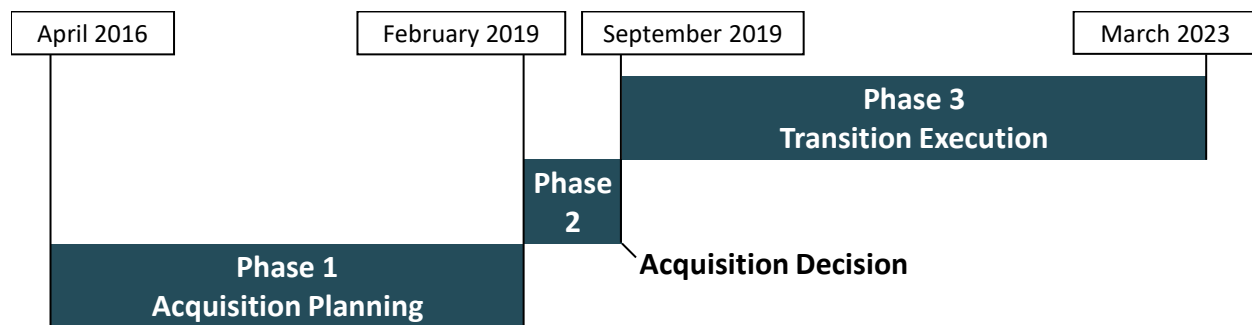 April 2016
February 2019
September 2019
March 2023
Phase 3
Transition Execution
Phase
2
Acquisition Decision
Phase 1
Acquisition Planning